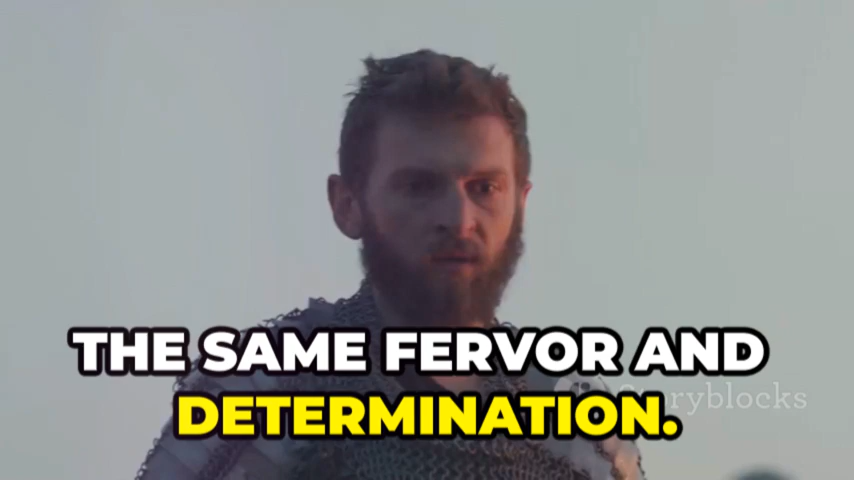 THE SAME FERVOR AND
DETERMINATION.